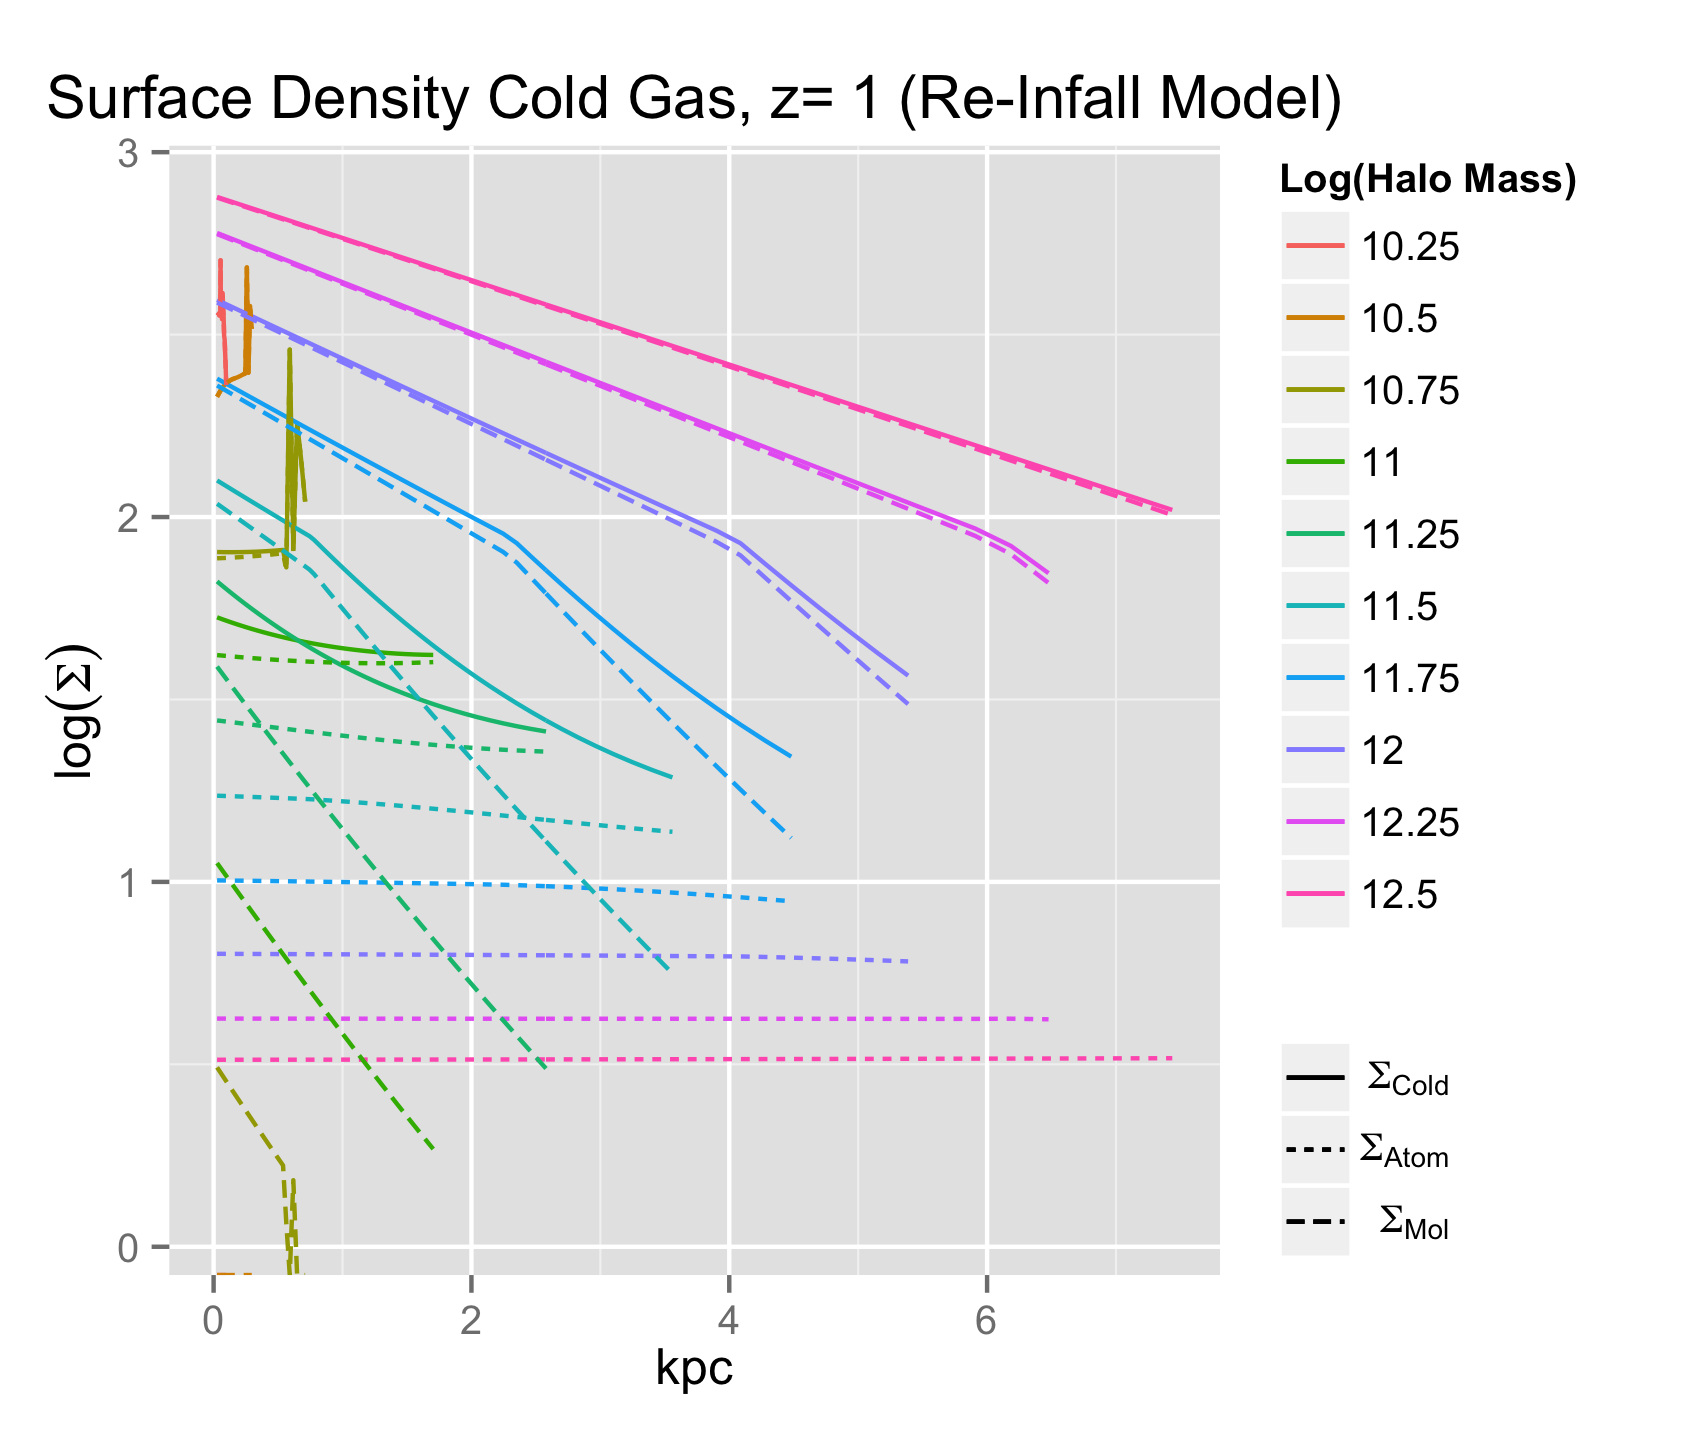 Surface Density Cold Gas, z= 1 (Re-Infall Model)
3
2
1
0
log(Σ)
0 2 4 6
kpc
Log(Halo Mass)
10.25
10.5
10.75
11
11.25
11.5
11.75
12
12.25
12.5
ΣCold
ΣAtom
ΣMol